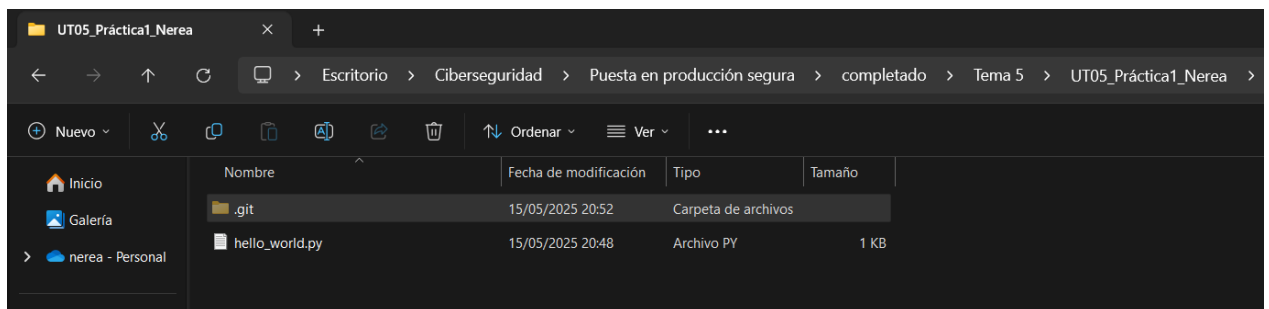 UT05_Práctica1_Nerea
Escritorio > Ciberseguridad > Puesta en producción segura > completado > Tema 5 > UT05_Práctica1_Nerea >
Nuevo Ordenar Ver ...
Nombre Fecha de modificación Tipo Tamaño
Inicio
Galería
nerea - Personal
.git 15/05/2025 20:52 Carpeta de archivos
hello_world.py 15/05/2025 20:48 Archivo PY 1 KB